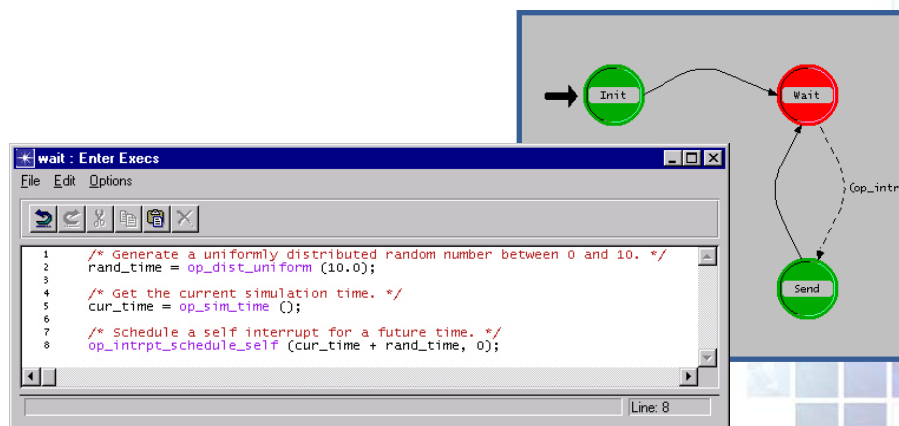 Init
Wait
(op_intr
Send
wait : Enter Execs
File Edit Options
1 /* Generate a uniformly distributed random number between 0 and 10. */
2 rand_time = op_dist_uniform (10.0);
3
4 /* Get the current simulation time. */
5 cur_time = op_sim_time ();
6
7 /* Schedule a self interrupt for a future time. */
8 op_intrpt_schedule_self (cur_time + rand_time, 0);
Line: 8